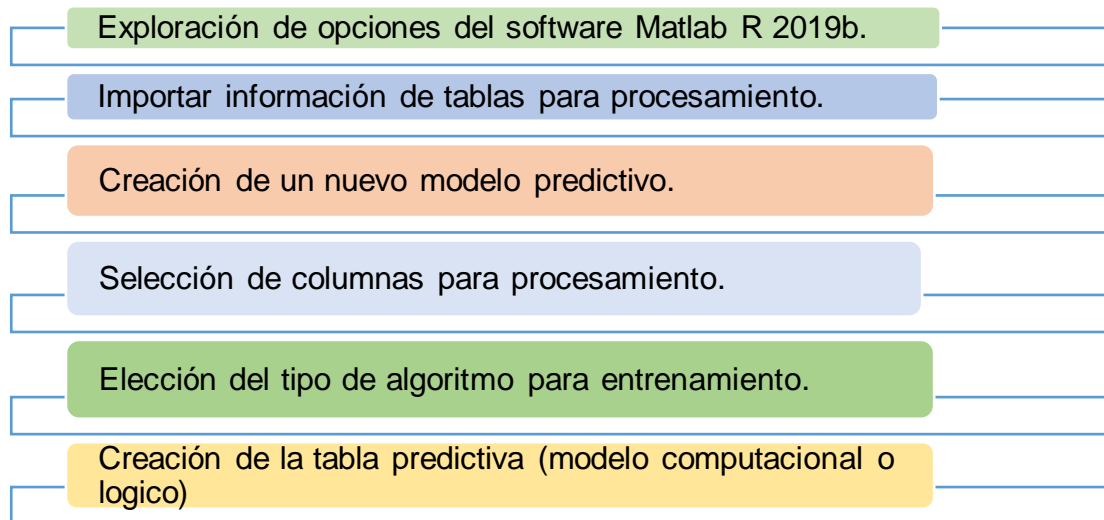 Exploración de opciones del software Matlab R 2019b.
Importar información de tablas para procesamiento.
Creación de un nuevo modelo predictivo.
Selección de columnas para procesamiento.
Elección del tipo de algoritmo para entrenamiento.
Creación de la tabla predictiva (modelo computacional o
logico)